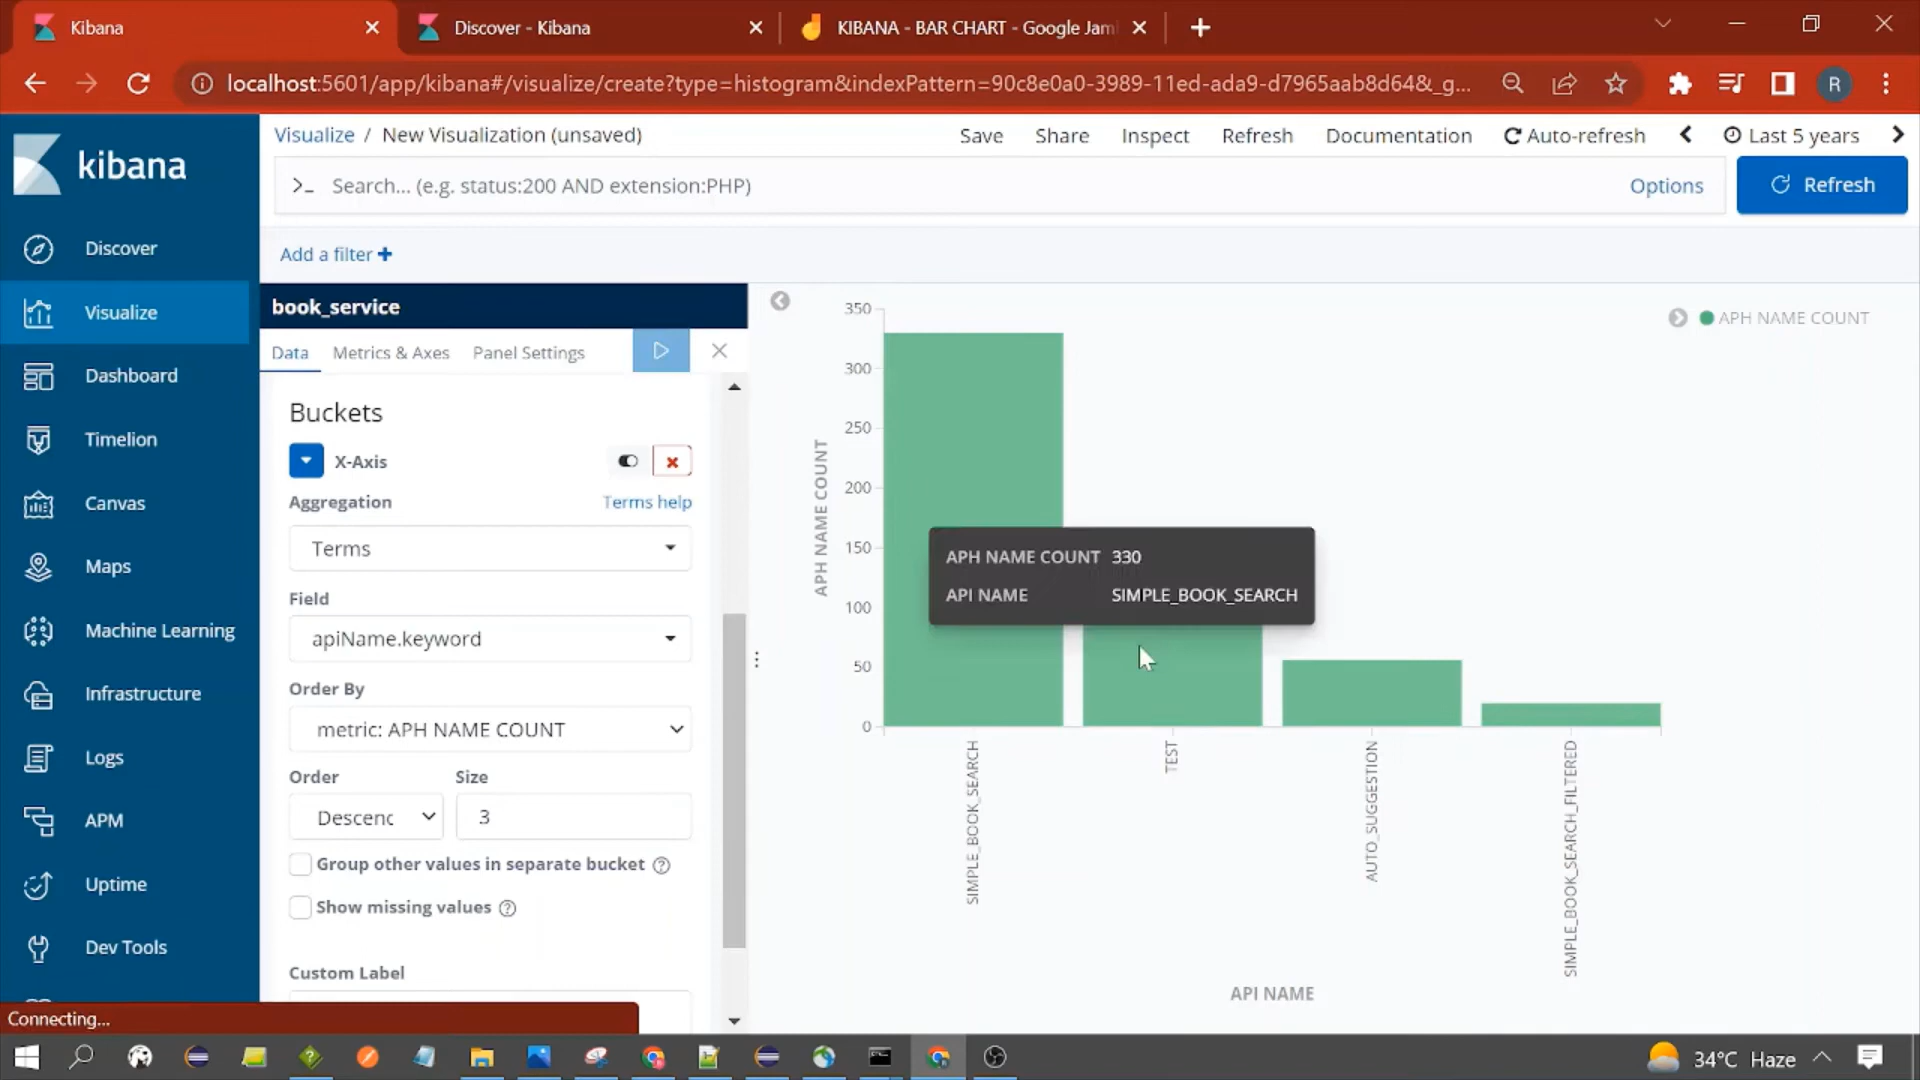 Kibana
Discover - Kibana
KIBANA - BAR CHART - Google Jam
localhost:5601/app/kibana#/visualize/create?type=histogram&indexPattern=90c8e0a0-3989-11ed-ada9-d7965aab8d64&_g...
R
kibana
Visualize / New Visualization (unsaved)
Save
Share
Inspect
Refresh
Documentation
Auto-refresh
Last 5 years
>_ Search... (e.g. status:200 AND extension:PHP)
Options
Refresh
Add a filter +
Discover
Visualize
Dashboard
Timelion
Canvas
Maps
Machine Learning
Infrastructure
Logs
APM
Uptime
Dev Tools
book_service
Data
Metrics & Axes
Panel Settings
Buckets
X-Axis
Aggregation
Terms help
Terms
Field
apiName.keyword
Order By
metric: APH NAME COUNT
Order
Size
Descenc
3
Group other values in separate bucket
Show missing values
Custom Label
APH NAME COUNT
350
300
250
200
150
100
50
0
APH NAME COUNT
APH NAME COUNT 330
API NAME SIMPLE_BOOK_SEARCH
SIMPLE_BOOK_SEARCH
TEST
AUTO_SUGGESTION
SIMPLE_BOOK_SEARCH_FILTERED
API NAME
Connecting...
34°C Haze